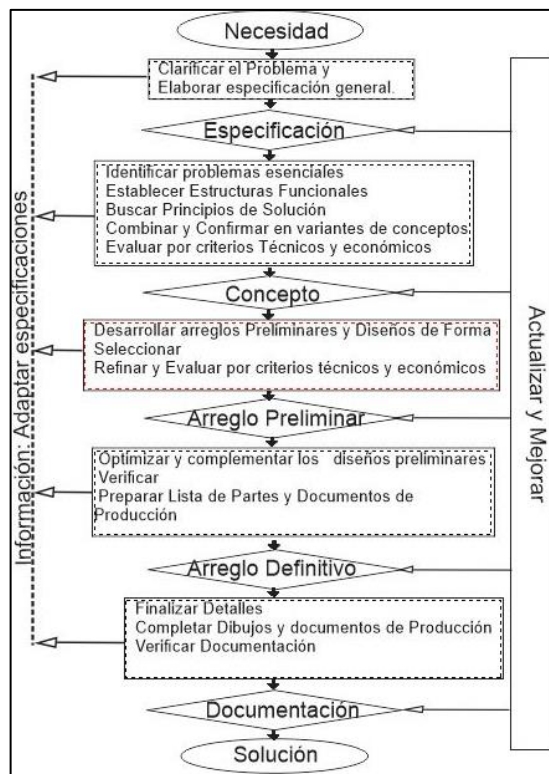 Necesidad
Clarificar el Problema y
Elaborar especificación general.
Especificación
Identificar problemas esenciales
Establecer Estructuras Funcionales
Buscar Principios de Solución
Combinar y Confirmar en variantes de conceptos
Evaluar por criterios Técnicos y económicos
Concepto
Desarrollar arreglos Preliminares y Diseños de Forma
Seleccionar
Refinar y Evaluar por criterios técnicos y económicos
Arreglo Preliminar
Optimizar y complementar los diseños preliminares
Verificar
Preparar Lista de Partes y Documentos de
Producción
Arreglo Definitivo
Finalizar Detalles
Completar Dibujos y documentos de Producción
Verificar Documentación
Documentación
Solución
Información: Adaptar especificaciones
Actualizar y Mejorar